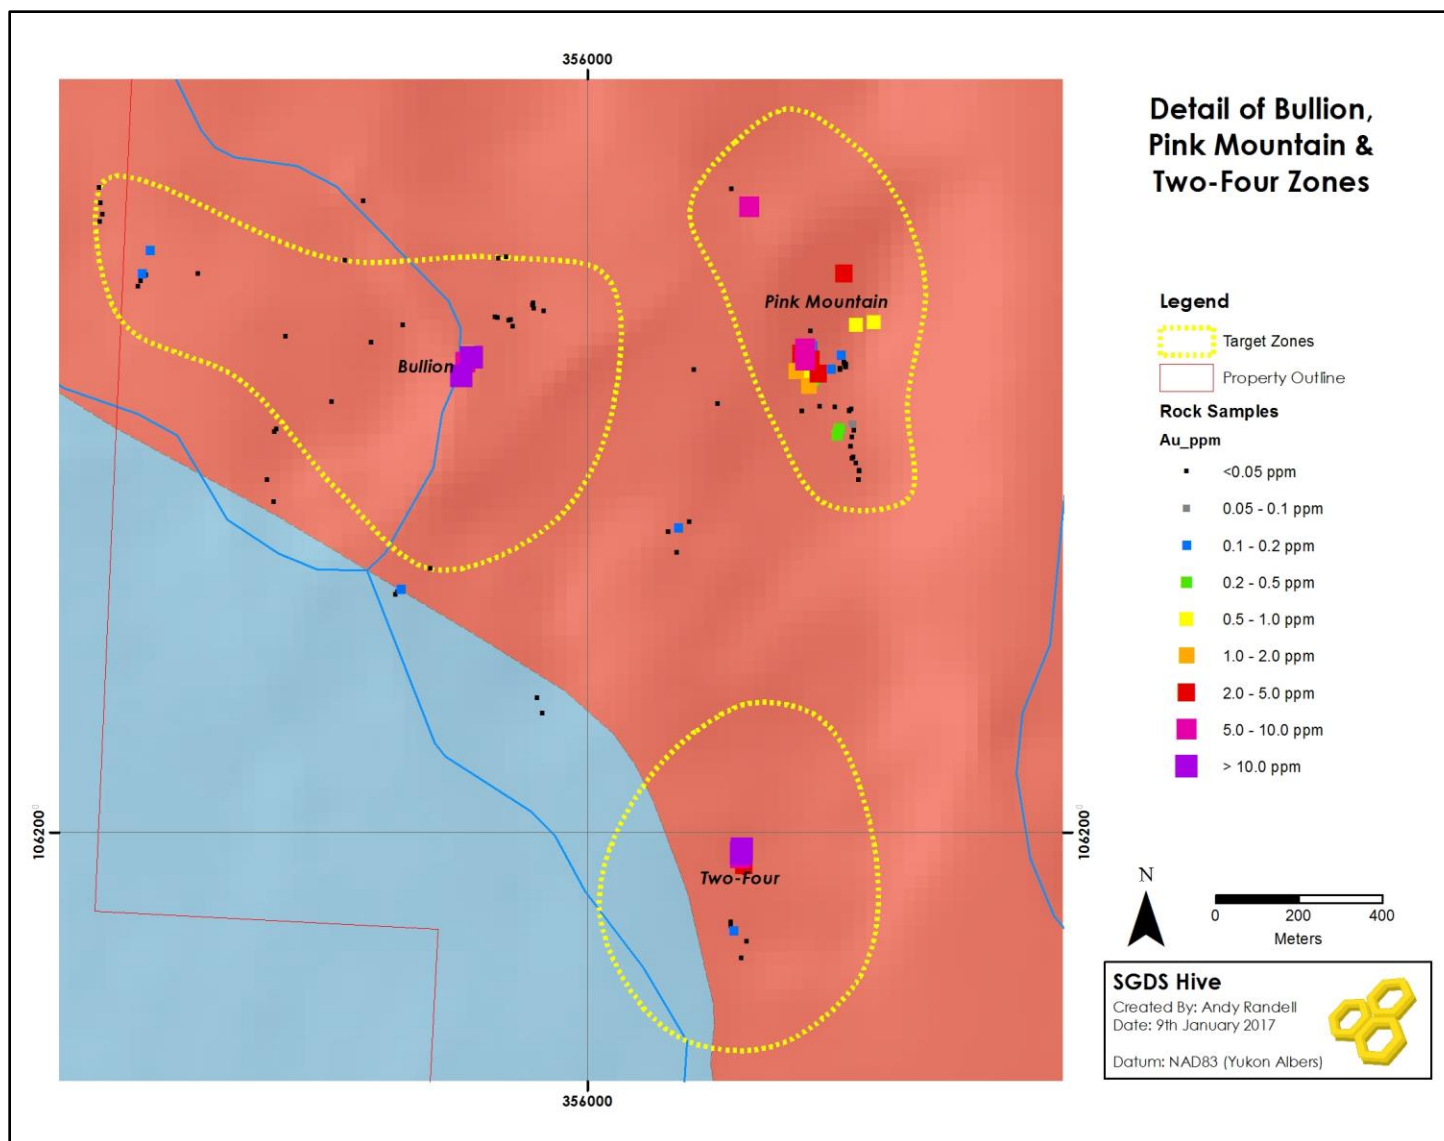 356000
Detail of Bullion,
Pink Mountain &
Two-Four Zones
Pink Mountain
Bullion
Two-Four
106200
106200
356000
Legend
Target Zones
Property Outline
Rock Samples
Au_ppm
<0.05 ppm
0.05 - 0.1 ppm
0.1 - 0.2 ppm
0.2 - 0.5 ppm
0.5 - 1.0 ppm
1.0 - 2.0 ppm
2.0 - 5.0 ppm
5.0 - 10.0 ppm
> 10.0 ppm
N
0 200 400
Meters
SGDS Hive
Created By: Andy Randell
Date: 9th January 2017
Datum: NAD83 (Yukon Albers)